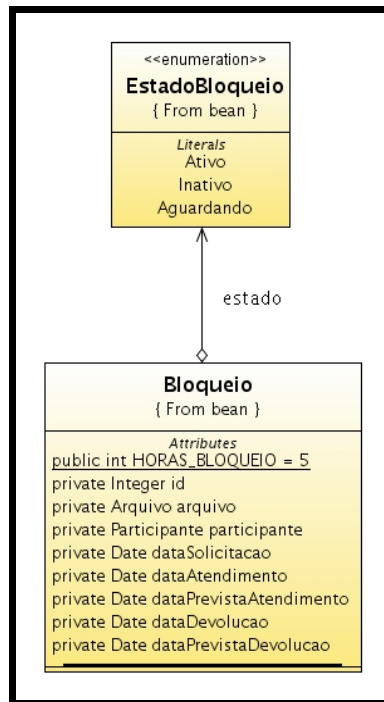 <<enumeration>>
EstadoBloqueio
{ From bean }
Literals
Ativo
Inativo
Aguardando
estado
Bloqueio
{ From bean }
Attributes
public int HORAS_BLOQUEIO = 5
private Integer id
private Arquivo arquivo
private Participante participante
private Date dataSolicitacao
private Date dataAtendimento
private Date dataPrevistaAtendimento
private Date dataDevolucao
private Date dataPrevistaDevolucao